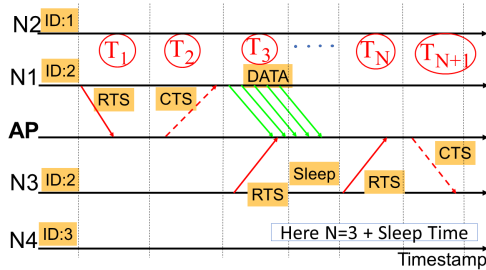 N2 ID:1
T1 T2 T3 .... TN TN+1
N1 ID:2 DATA
RTS CTS
AP
CTS
N3 ID:2 RTS Sleep RTS
N4 ID:3 Here N=3 + Sleep Time
Timestamp